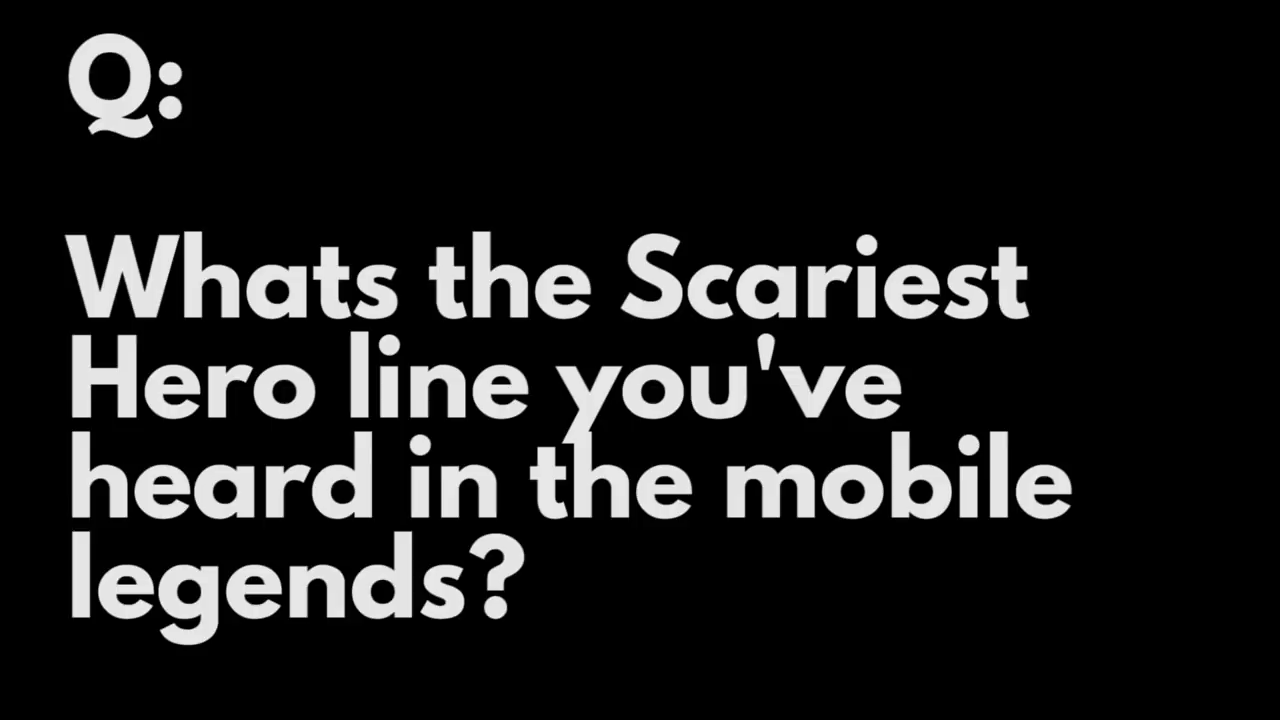 Q:
Whats the Scariest
Hero line you've
heard in the mobile
legends?